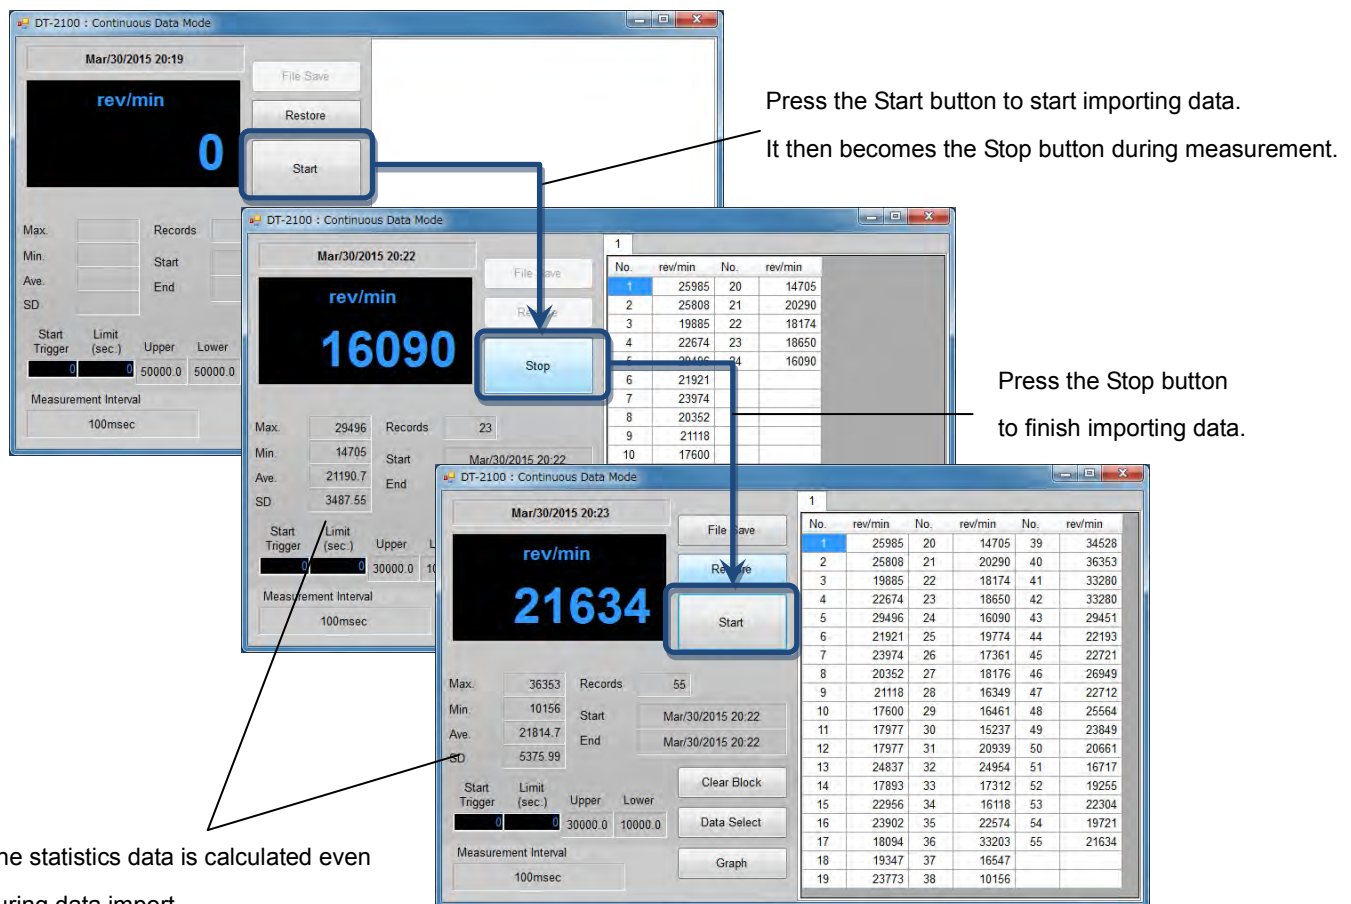 DT-2100 : Continuous Data Mode
Mar/30/2015 20:19
File Save
rev/min
Restore
0
Start
Max.
Records
Min.
Start
Ave.
End
SD
Start Trigger
Limit (sec.)
Upper
Lower
0
0
50000.0
50000.0
Measurement Interval
100msec
Press the Start button to start importing data.
It then becomes the Stop button during measurement.
DT-2100 : Continuous Data Mode
Mar/30/2015 20:22
rev/min
16090
Stop
Max. 29496 Records 23
Min. 14705 Start Mar/30/2015 20:22
Ave. 21190.7 End
SD 3487.55
Start Trigger
Limit (sec.)
Upper
0
0
30000.0
Measurement Interval
100msec
1
No. rev/min No. rev/min
1 25985 20 14705
2 25808 21 20290
3 19885 22 18174
4 22674 23 18650
5 29496 24 16090
6 21921
7 23974
8 20352
9 21118
10 17600
Press the Stop button
to finish importing data.
DT-2100 : Continuous Data Mode
Mar/30/2015 20:23
File Save
rev/min
Restore
21634
Start
Max. 36353 Records 55
Min. 10156 Start Mar/30/2015 20:22
Ave. 21814.7 End Mar/30/2015 20:22
SD 5375.99
Clear Block
Start Trigger
Limit (sec.)
Upper
Lower
0
0
30000.0
10000.0
Data Select
Measurement Interval
100msec
Graph
1
No. rev/min No. rev/min No. rev/min
1 25985 20 14705 39 34528
2 25808 21 20290 40 36353
3 19885 22 18174 41 33280
4 22674 23 18650 42 33280
5 29496 24 16090 43 29451
6 21921 25 19774 44 22193
7 23974 26 17361 45 22721
8 20352 27 18176 46 26949
9 21118 28 16349 47 22712
10 17600 29 16461 48 25564
11 17977 30 15237 49 23849
12 17977 31 20939 50 20661
13 24837 32 24954 51 16717
14 17893 33 17312 52 19255
15 22956 34 16118 53 22304
16 23902 35 22574 54 19721
17 18094 36 33203 55 21634
18 19347 37 16547
19 23773 38 10156
statistics data is calculated even
data import